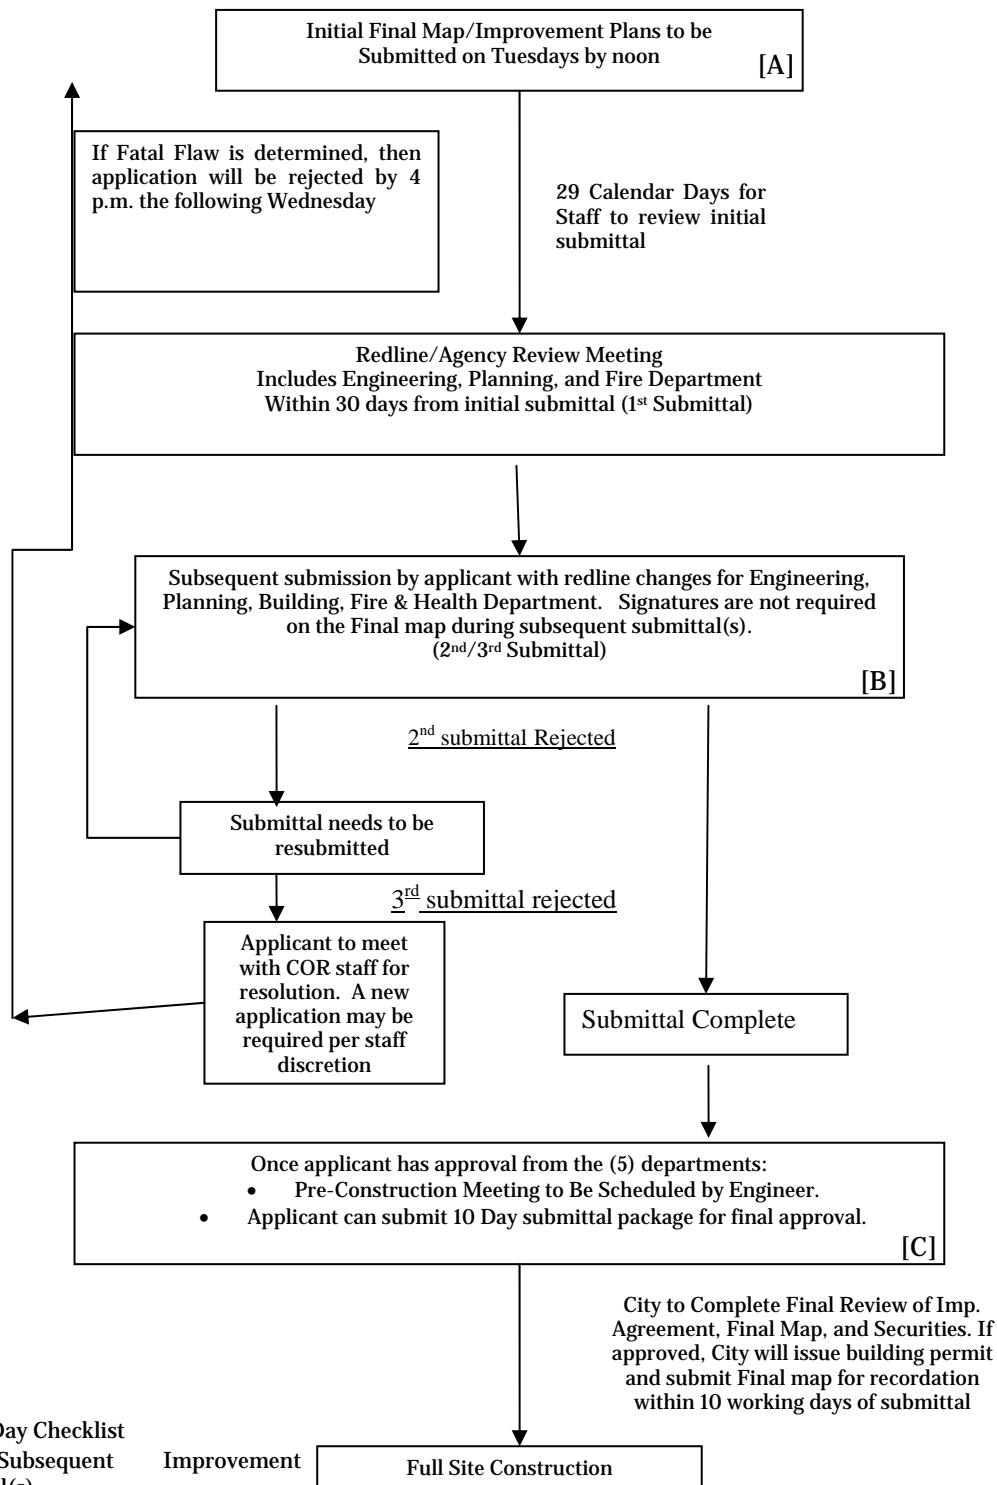 Initial Final Map/Improvement Plans to be
Submitted on Tuesdays by noon
[A]
If Fatal Flaw is determined, then
application will be rejected by 4
p.m. the following Wednesday
29 Calendar Days for
Staff to review initial
submittal
Redline/Agency Review Meeting
Includes Engineering, Planning, and Fire Department
Within 30 days from initial submittal (1st Submittal)
Subsequent submission by applicant with redline changes for Engineering,
Planning, Building, Fire & Health Department. Signatures are not required
on the Final map during subsequent submittal(s).
(2nd/3rd Submittal)
[B]
2nd submittal Rejected
Submittal needs to be
resubmitted
3rd submittal rejected
Applicant to meet
with COR staff for
resolution. A new
application may be
required per staff
discretion
Submittal Complete
Once applicant has approval from the (5) departments:
• Pre-Construction Meeting to Be Scheduled by Engineer.
• Applicant can submit 10 Day submittal package for final approval.
[C]
City to Complete Final Review of Imp.
Agreement, Final Map, and Securities. If
approved, City will issue building permit
and submit Final map for recordation
within 10 working days of submittal
Day Checklist
Subsequent Improvement
Full Site Construction